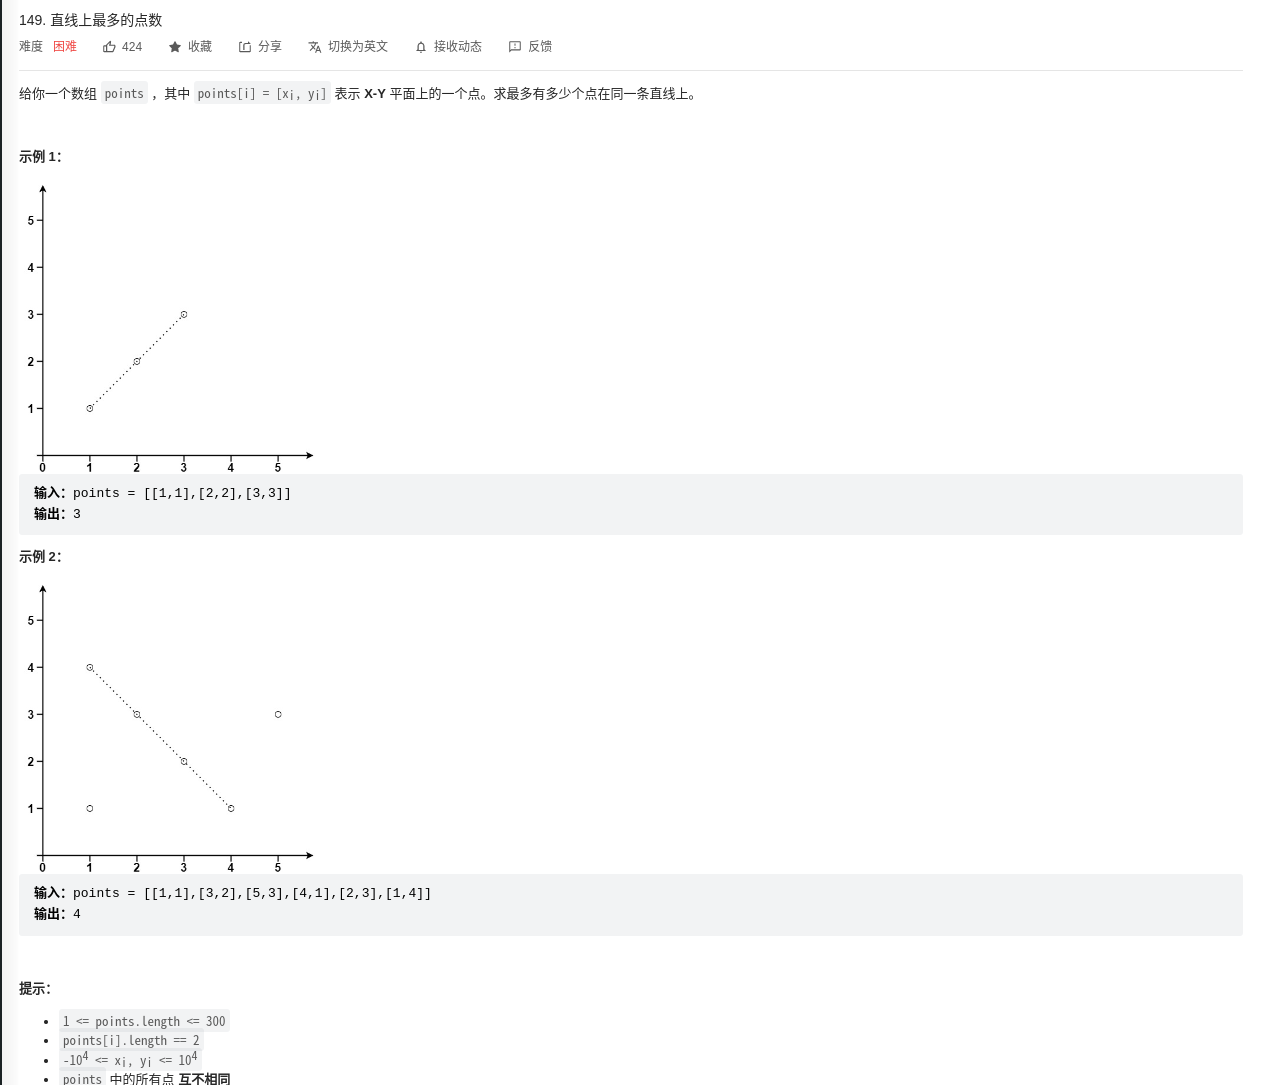 149. 直线上最多的点数
难度 困难 424 收藏 分享 切换为英文 接收动态 反馈
给你一个数组 points ，其中 points[i] = [xi, yi] 表示 X-Y 平面上的一个点。求最多有多少个点在同一条直线上。
示例 1：
5
4
3
2
1
0 1 2 3 4 5
输入：points = [[1,1],[2,2],[3,3]]
输出：3
示例 2：
5
4
3
2
1
0 1 2 3 4 5
输入：points = [[1,1],[3,2],[5,3],[4,1],[2,3],[1,4]]
输出：4
提示：
1 <= points.length <= 300
points[i].length == 2
-10^4 <= xi, yi <= 10^4
points 中的所有点 互不相同